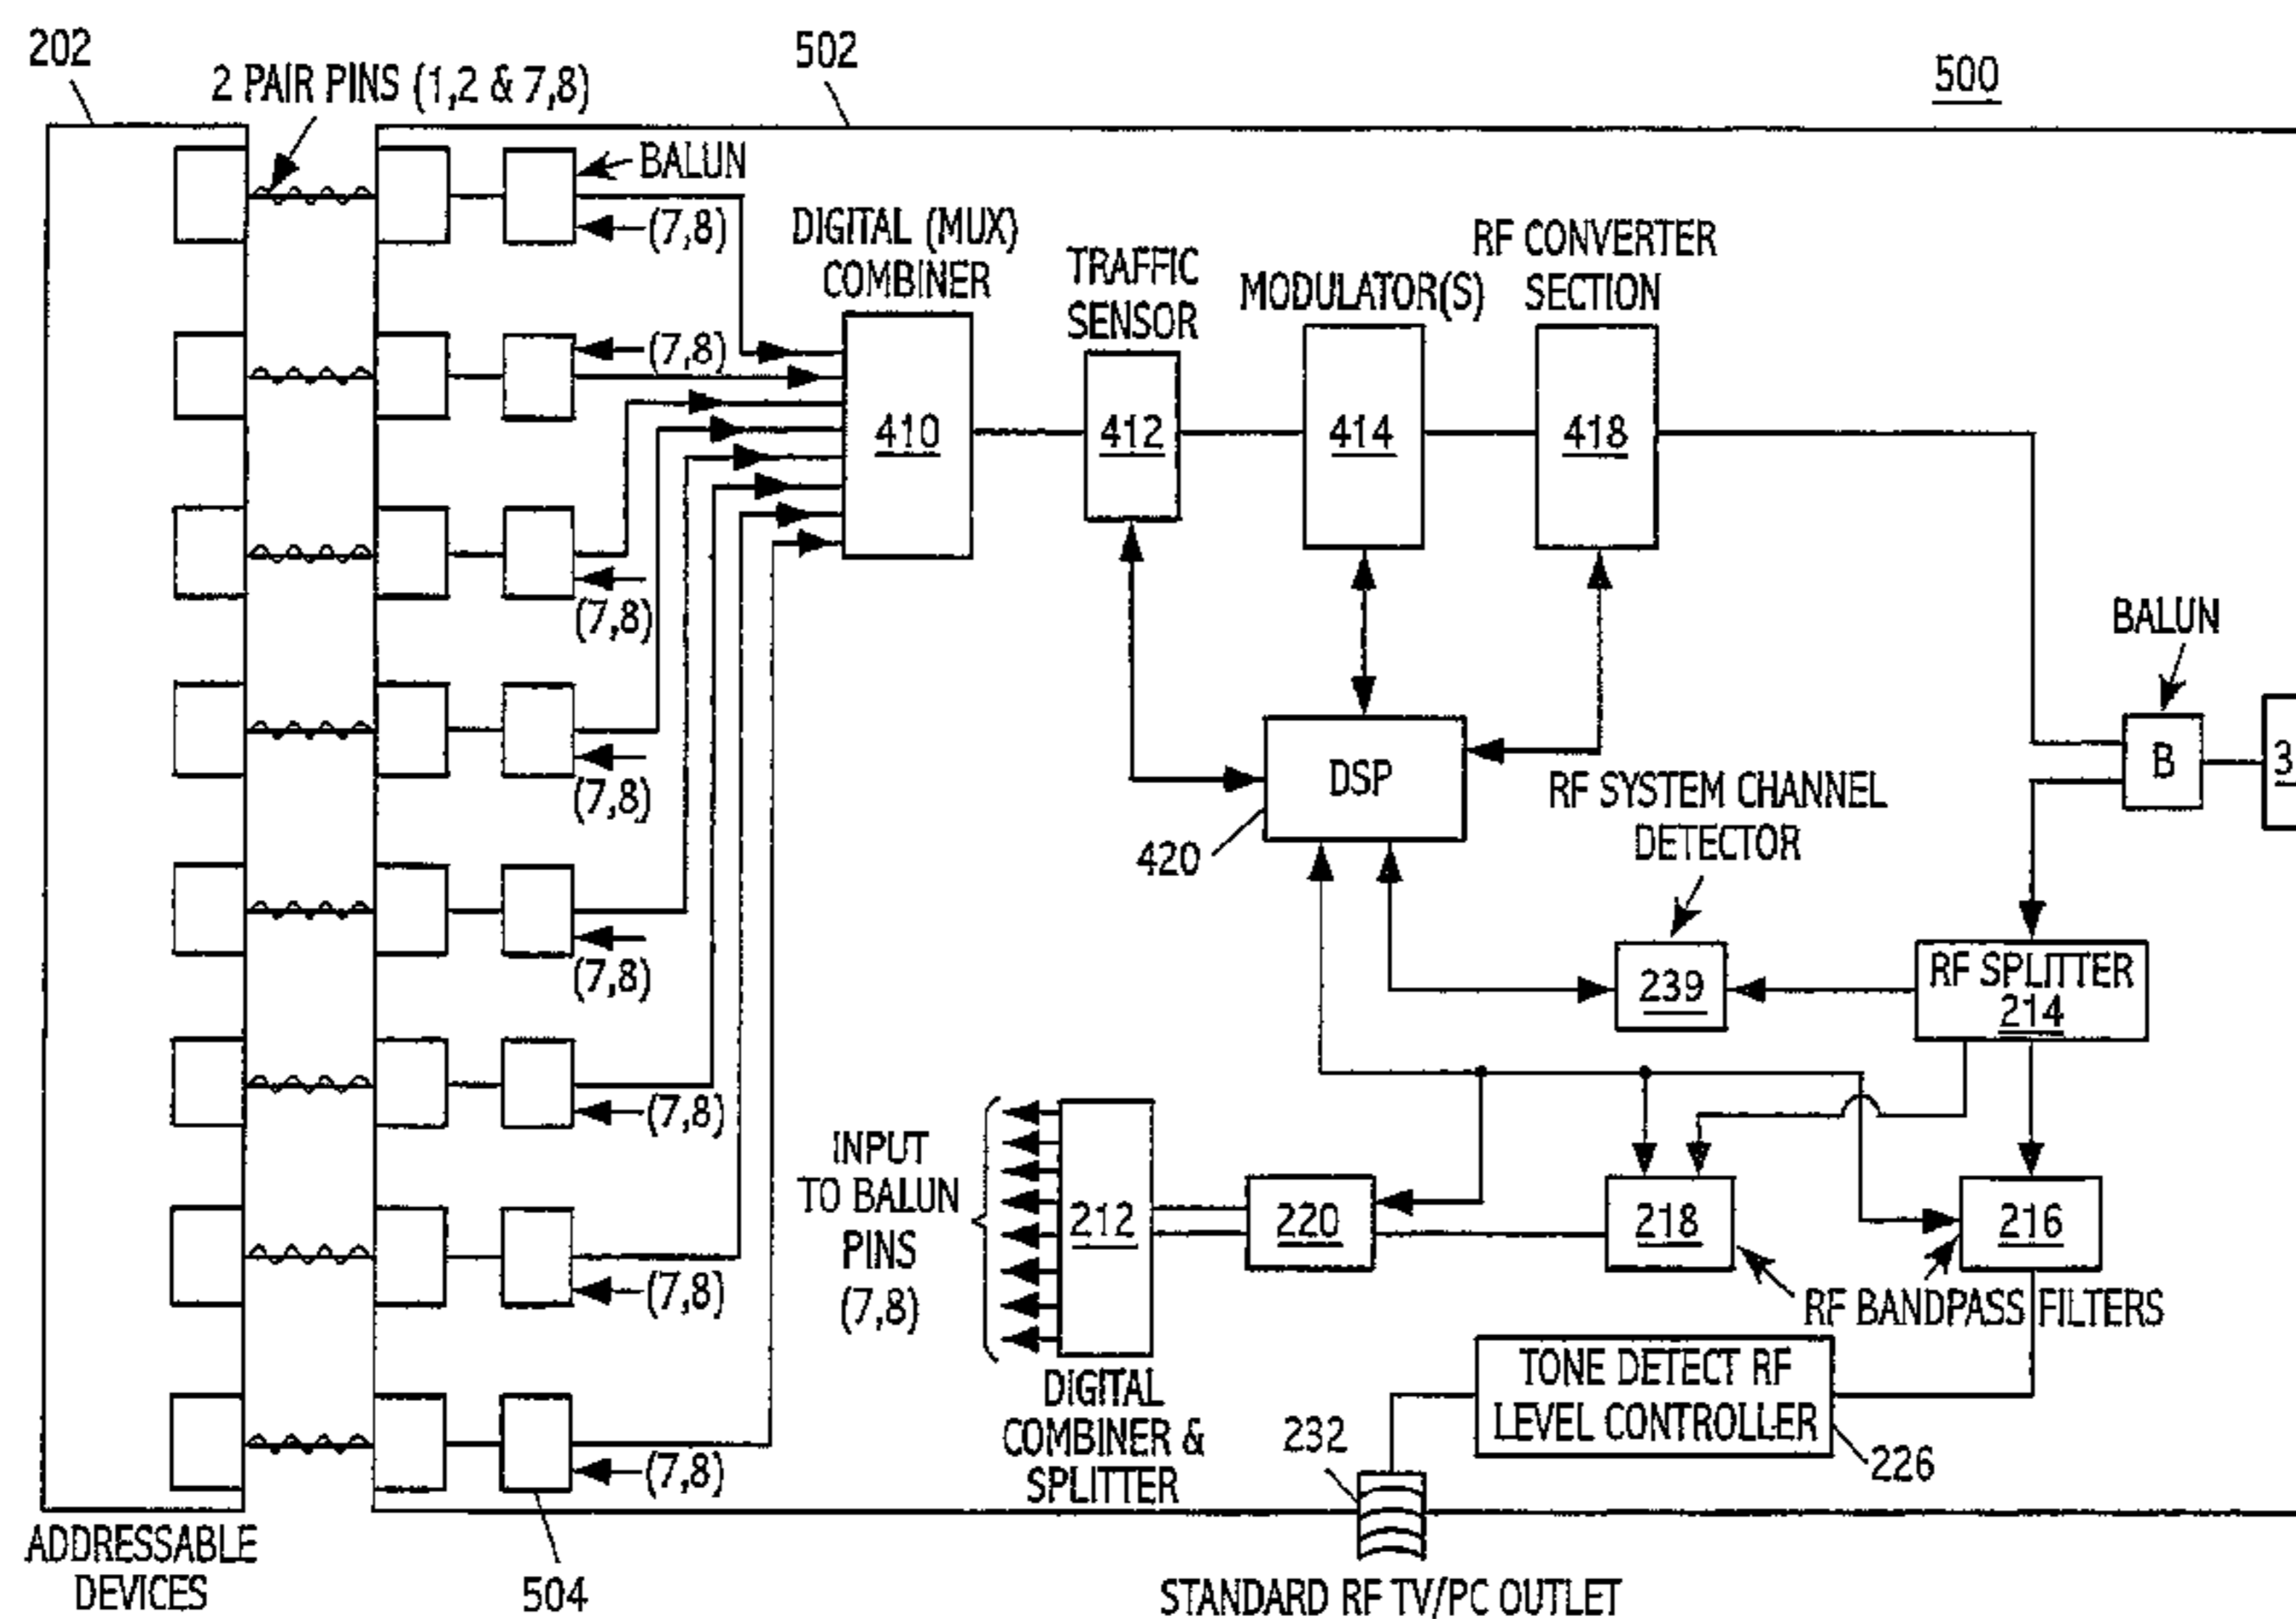 202
502
500
2 PAIR PINS (1,2 & 7,8)
BALUN
(7,8)
DIGITAL (MUX)
COMBINER
TRAFFIC
SENSOR
MODULATOR(S)
RF CONVERTER
SECTION
(7,8)
410
412
414
418
(7,8)
BALUN
(7,8)
DSP
B
3
420
RF SYSTEM CHANNEL
DETECTOR
(7,8)
239
RF SPLITTER
214
(7,8)
INPUT
TO BALUN
PINS
(7,8)
212
220
218
216
(7,8)
RF BANDPASS FILTERS
TONE DETECT RF
LEVEL CONTROLLER
226
DIGITAL
COMBINER &
SPLITTER
232
(7,8)
ADDRESSABLE
DEVICES
504
STANDARD RF TV/PC OUTLET